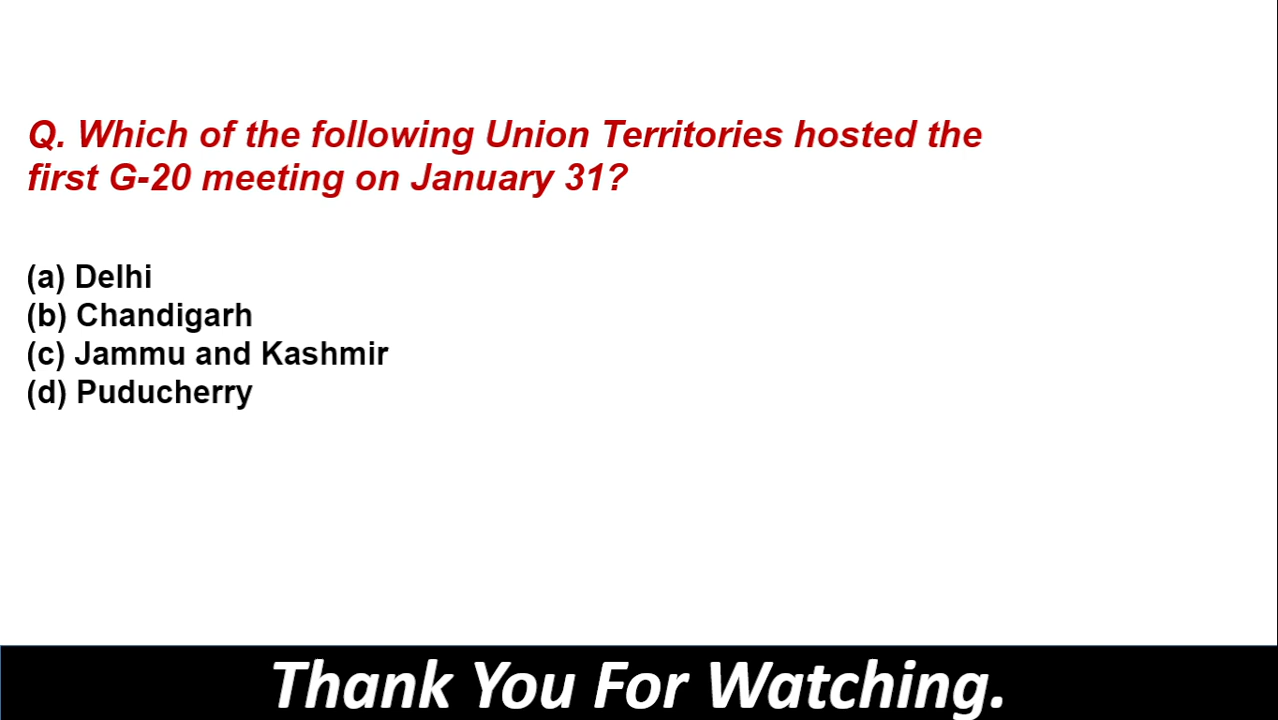 Q. Which of the following Union Territories hosted the
first G-20 meeting on January 31?
(a) Delhi
(b) Chandigarh
(c) Jammu and Kashmir
(d) Puducherry
Thank You For Watching.